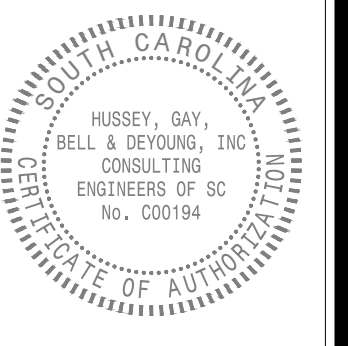 SOUTH CAROLINA
HUSSEY, GAY,
BELL & DEYOUNG, INC
CONSULTING
ENGINEERS OF SC
No. C00194
CERTIFICATE OF AUTHORIZATION